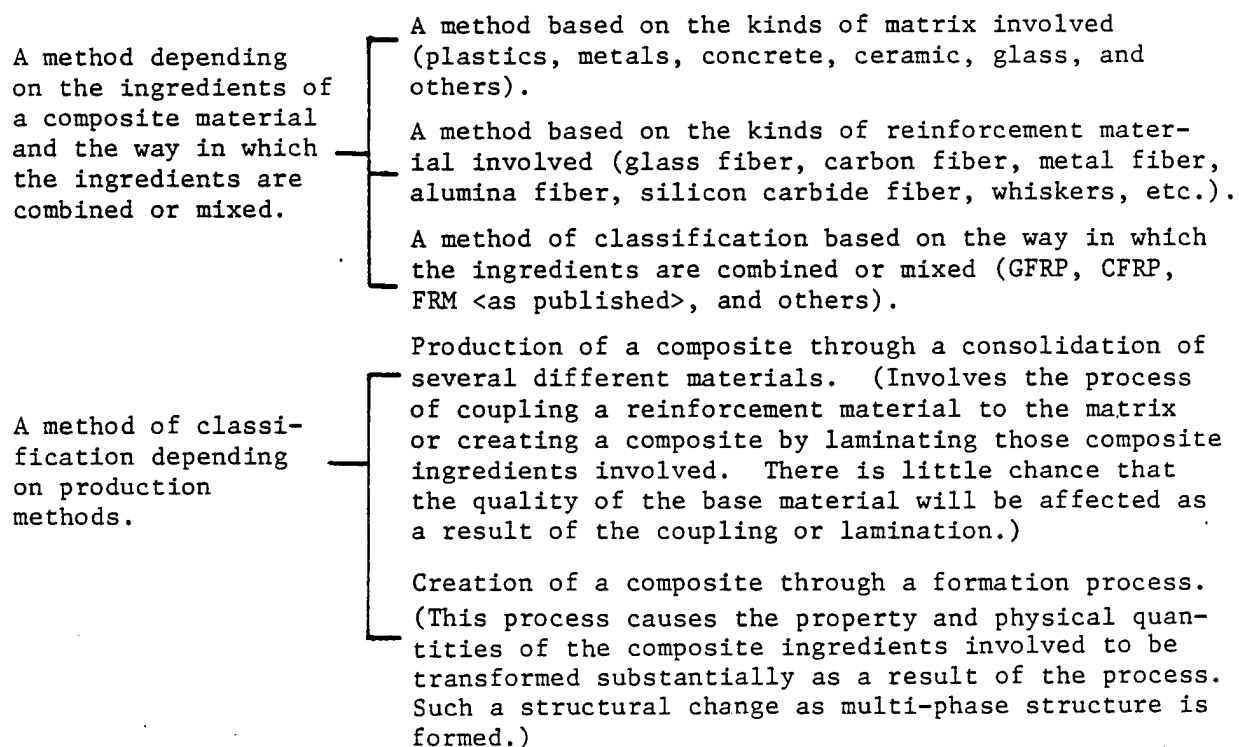 A method depending
on the ingredients of
a composite material
and the way in which
the ingredients are
combined or mixed.
A method based on the kinds of matrix involved
(plastics, metals, concrete, ceramic, glass, and
others).
A method based on the kinds of reinforcement mater-
ial involved (glass fiber, carbon fiber, metal fiber,
alumina fiber, silicon carbide fiber, whiskers, etc.).
A method of classification based on the way in which
the ingredients are combined or mixed (GFRP, CFRP,
FRM <as published>, and others).
A method of classi-
fication depending
on production
methods.
Production of a composite through a consolidation of
several different materials. (Involves the process
of coupling a reinforcement material to the matrix
or creating a composite by laminating those composite
ingredients involved. There is little chance that
the quality of the base material will be affected as
a result of the coupling or lamination.)
Creation of a composite through a formation process.
(This process causes the property and physical quan-
tities of the composite ingredients involved to be
transformed substantially as a result of the process.
Such a structural change as multi-phase structure is
formed.)